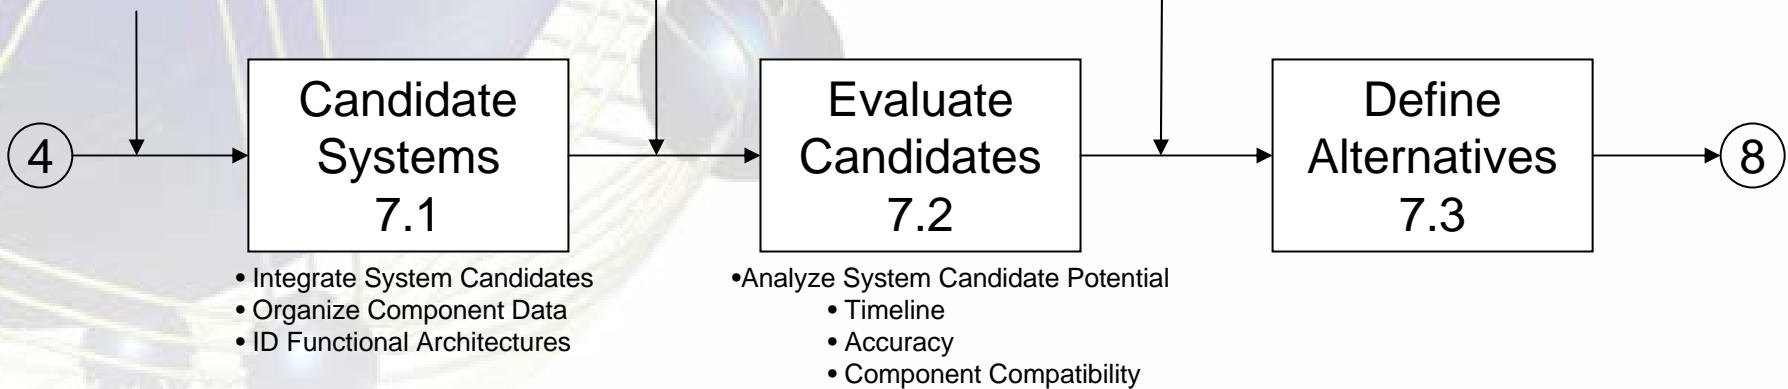 4
Candidate
Systems
7.1
Evaluate
Candidates
7.2
Define
Alternatives
7.3
8
• Integrate System Candidates
• Organize Component Data
• ID Functional Architectures
•Analyze System Candidate Potential
• Timeline
• Accuracy
• Component Compatibility